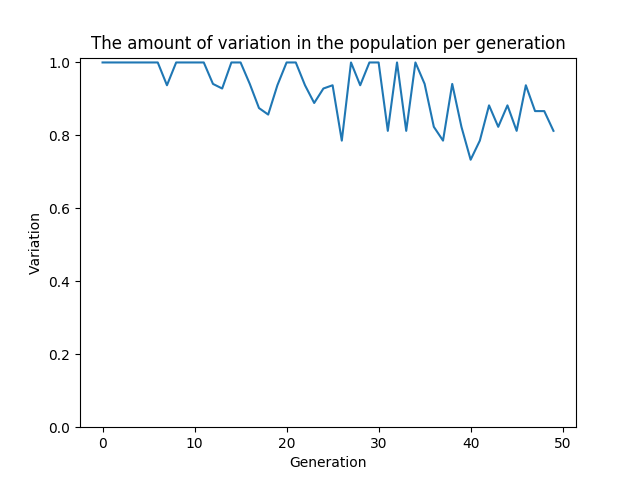 The amount of variation in the population per generation
1.0
0.8
0.6
0.4
0.2
0.0
Variation
0 10 20 30 40 50
Generation